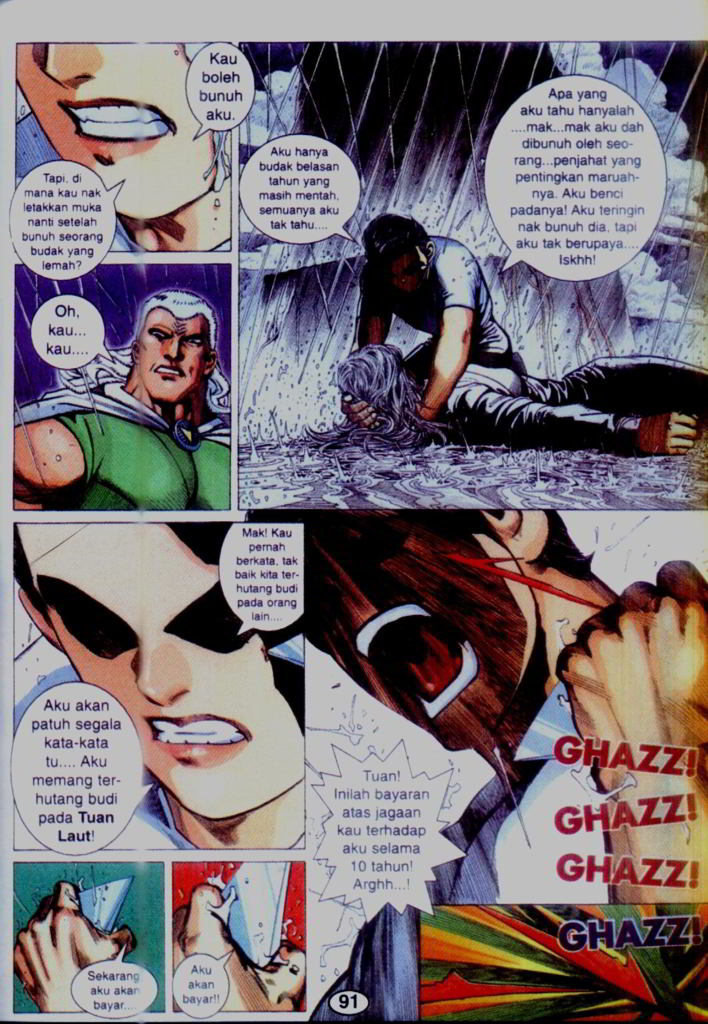 Kau
boleh
bunuh
aku.
Tapi, di
mana kau nak
letakkan muka
nanti setelah
bunuh seorang
budak yang
lemah?
Aku hanya
budak belasan
tahun yang
masih mentah,
semuanya aku
tak tahu....
Apa yang
aku tahu hanyalah
....mak...mak aku dah
dibunuh oleh seo-
rang...penjahat yang
pentingkan maruah-
nya. Aku benci
padanya! Aku teringin
nak bunuh dia, tapi
aku tak berupaya....
Iskhh!
Oh,
kau...
kau....
Mak! Kau
pernah
berkata, tak
baik kita ter-
hutang budi
pada orang
lain....
Aku akan
patuh segala
kata-kata
tu.... Aku
memang ter-
hutang budi
pada Tuan
Laut!
Tuan!
Inilah bayaran
atas jagaan
kau terhadap
aku selama
10 tahun!
Arghh...!
GHAZZ!
GHAZZ!
GHAZZ!
GHAZZ!
Sekarang
aku akan
bayar....
Aku
akan
bayar!!
91